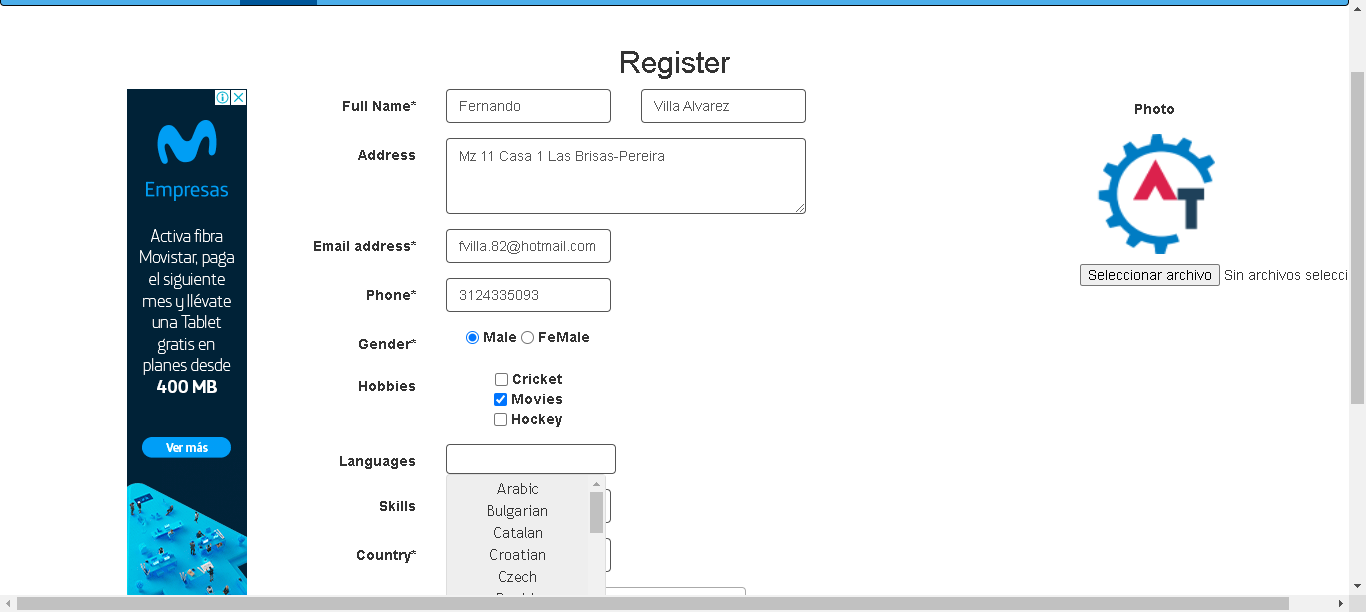 Register
Empresas
Activa fibra
Movistar, paga
el siguiente
mes y llévate
una Tablet
gratis en
planes desde
400 MB
Ver más
Full Name*
Fernando
Villa Alvarez
Address
Mz 11 Casa 1 Las Brisas-Pereira
Email address*
fvilla.82@hotmail.com
Phone*
3124335093
Gender*
Male
FeMale
Hobbies
Cricket
Movies
Hockey
Languages
Arabic
Bulgarian
Catalan
Croatian
Czech
Skills
Country*
Photo
AT
Seleccionar archivo
Sin archivos selecci